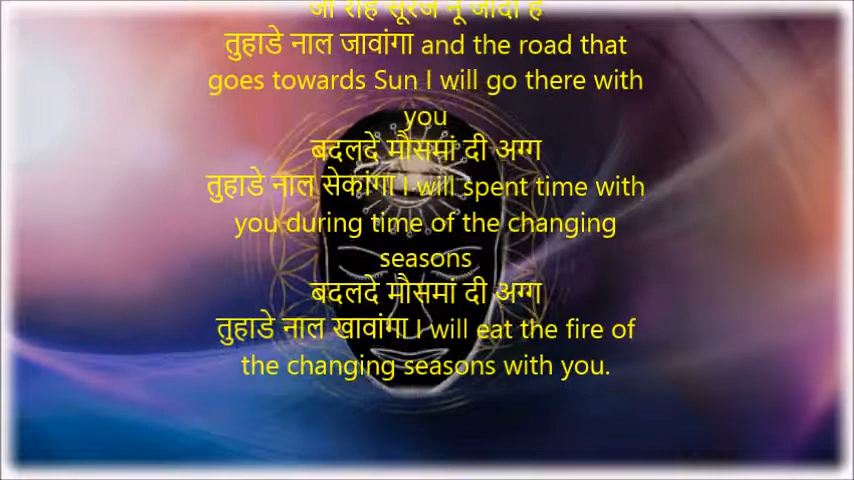 जो राह सूरज नू जांदा है
तुहाडे नाल जावांगा and the road that
goes towards Sun I will go there with
you
बदलदे मौसमां दी अग्ग
तुहाडे नाल सेकांगा I will spent time with
you during time of the changing
seasons
बदलदे मौसमां दी अग्ग
तुहाडे नाल खावांगा I will eat the fire of
the changing seasons with you.